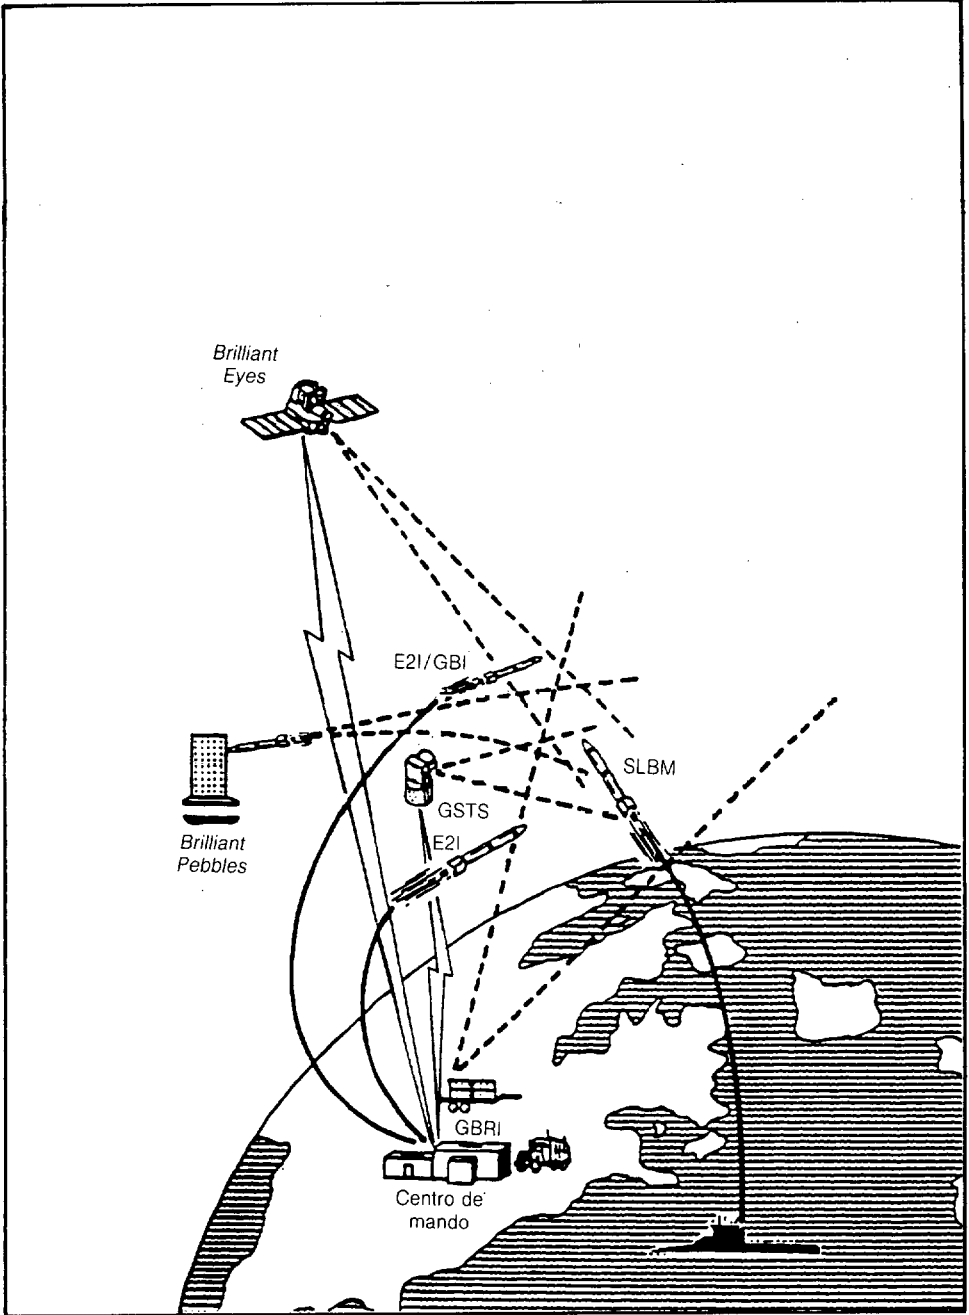 Brilliant
Eyes
E2I/GBI
SLBM
GSTS
Brilliant
Pebbles
E2I
GBRI
Centro de
mando